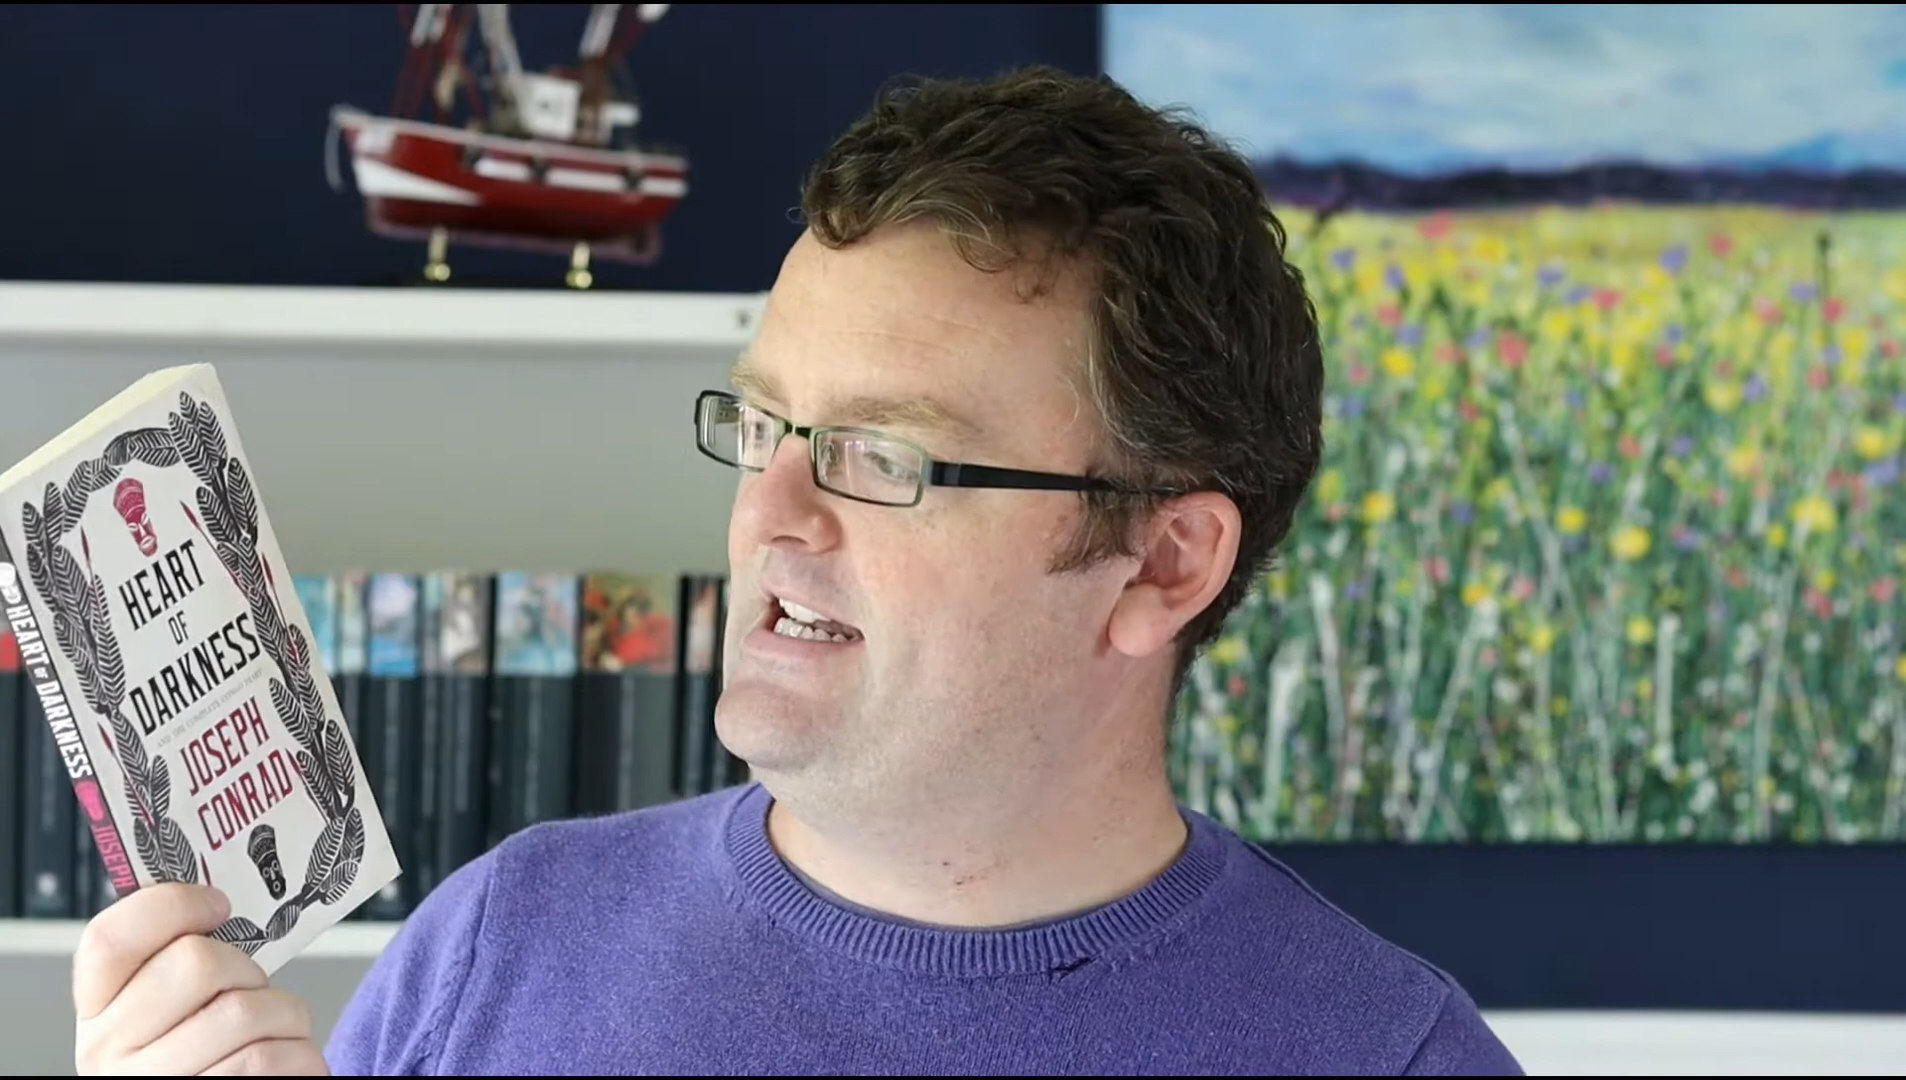 HEART
OF
DARKNESS
AND THE COMPLETE CONGO DIARY
JOSEPH
CONRAD
HEART OF DARKNESS
JOSEPH